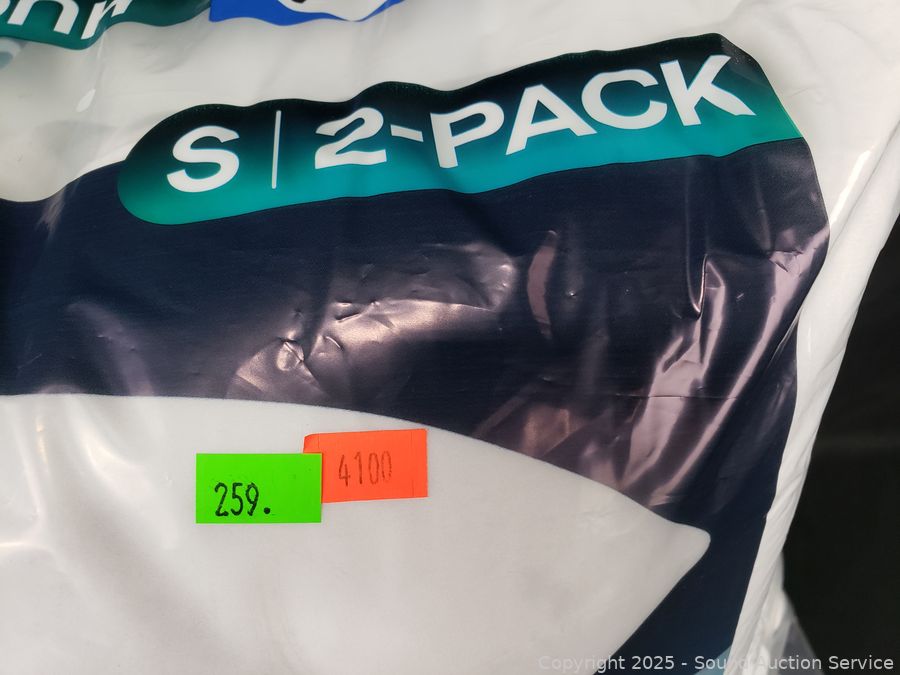 S | 2-PACK
4100
259.
Copyright 2025 - Sound Auction Service